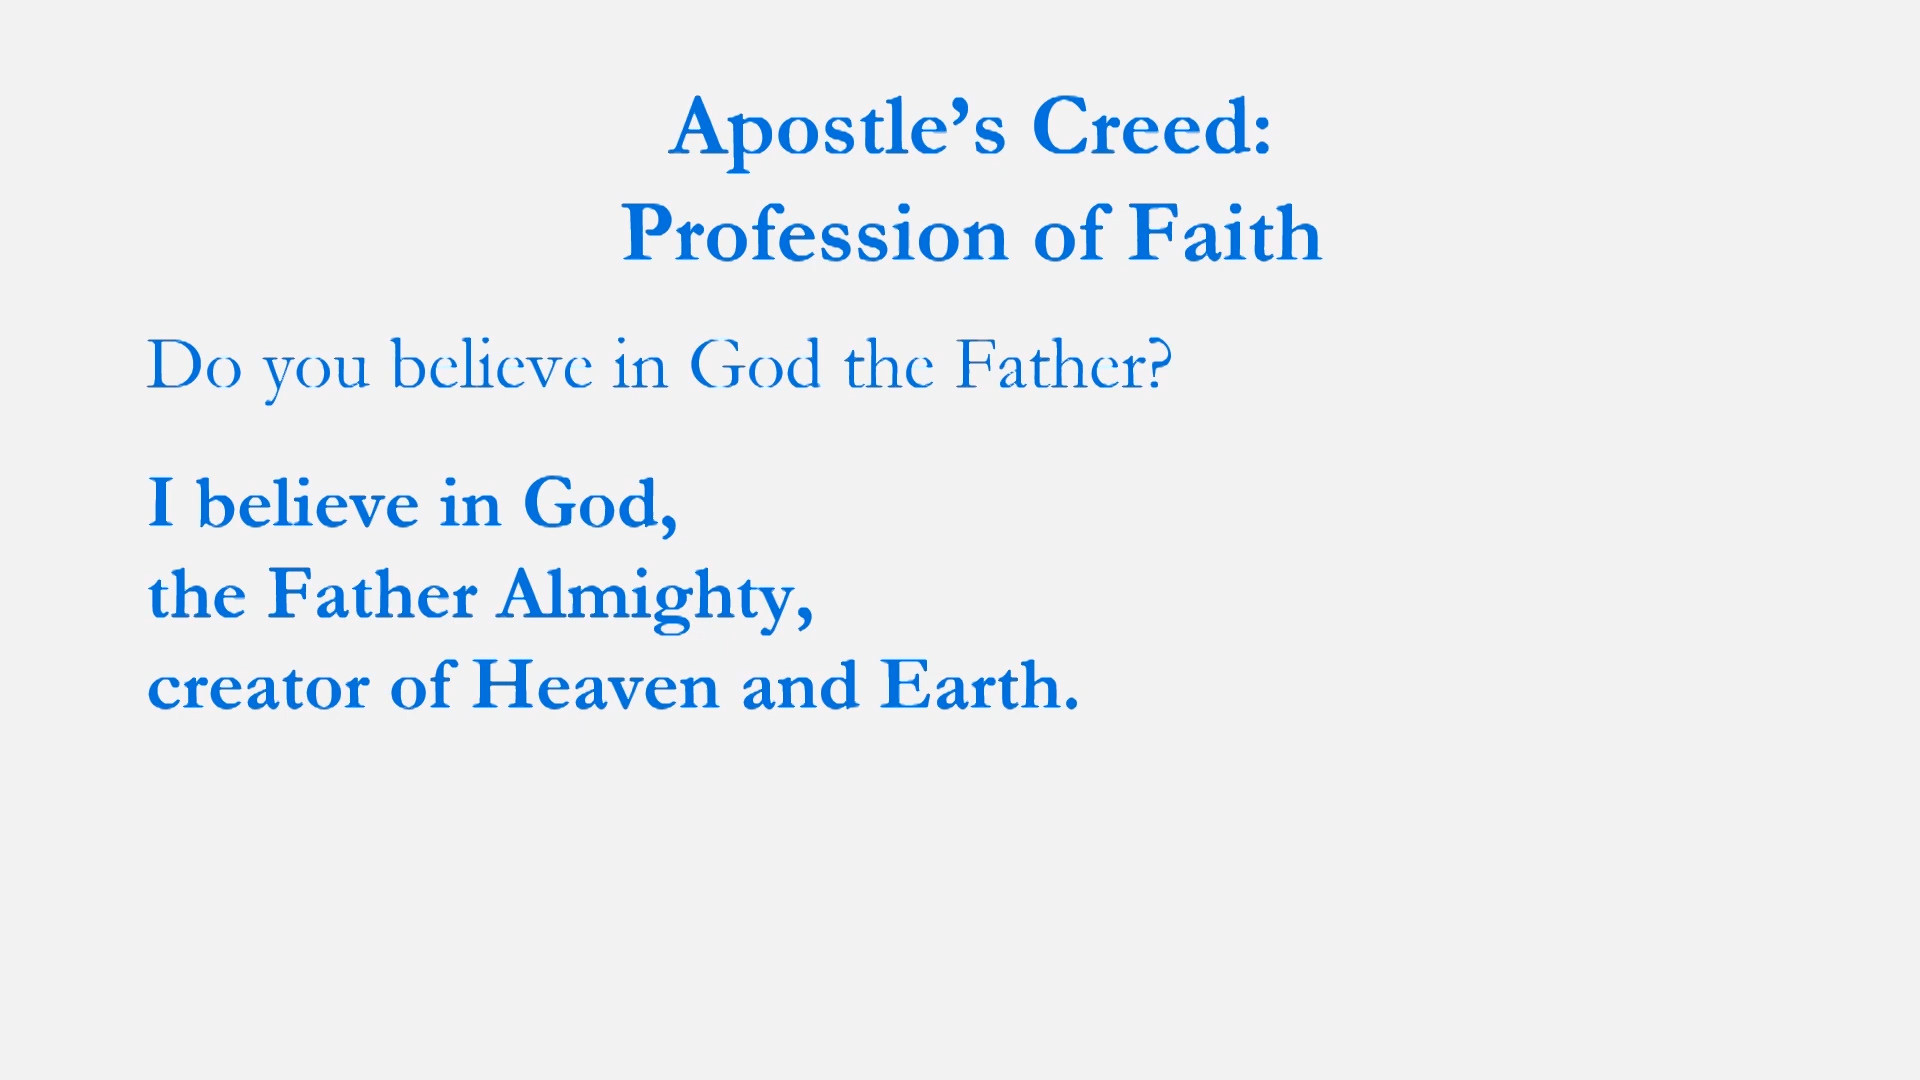 Apostle’s Creed:
Profession of Faith
Do you believe in God the Father?
I believe in God,
the Father Almighty,
creator of Heaven and Earth.